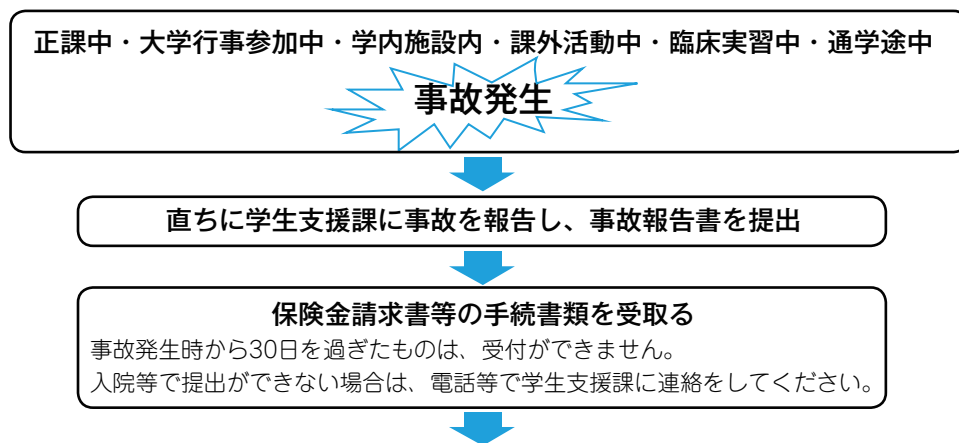 正課中・大学行事参加中・学内施設内・課外活動中・臨床実習中・通学途中
事故発生
直ちに学生支援課に事故を報告し、事故報告書を提出
保険金請求書等の手続書類を受取る
事故発生時から30日を過ぎたものは、受付ができません。
入院等で提出ができない場合は、電話等で学生支援課に連絡をしてください。